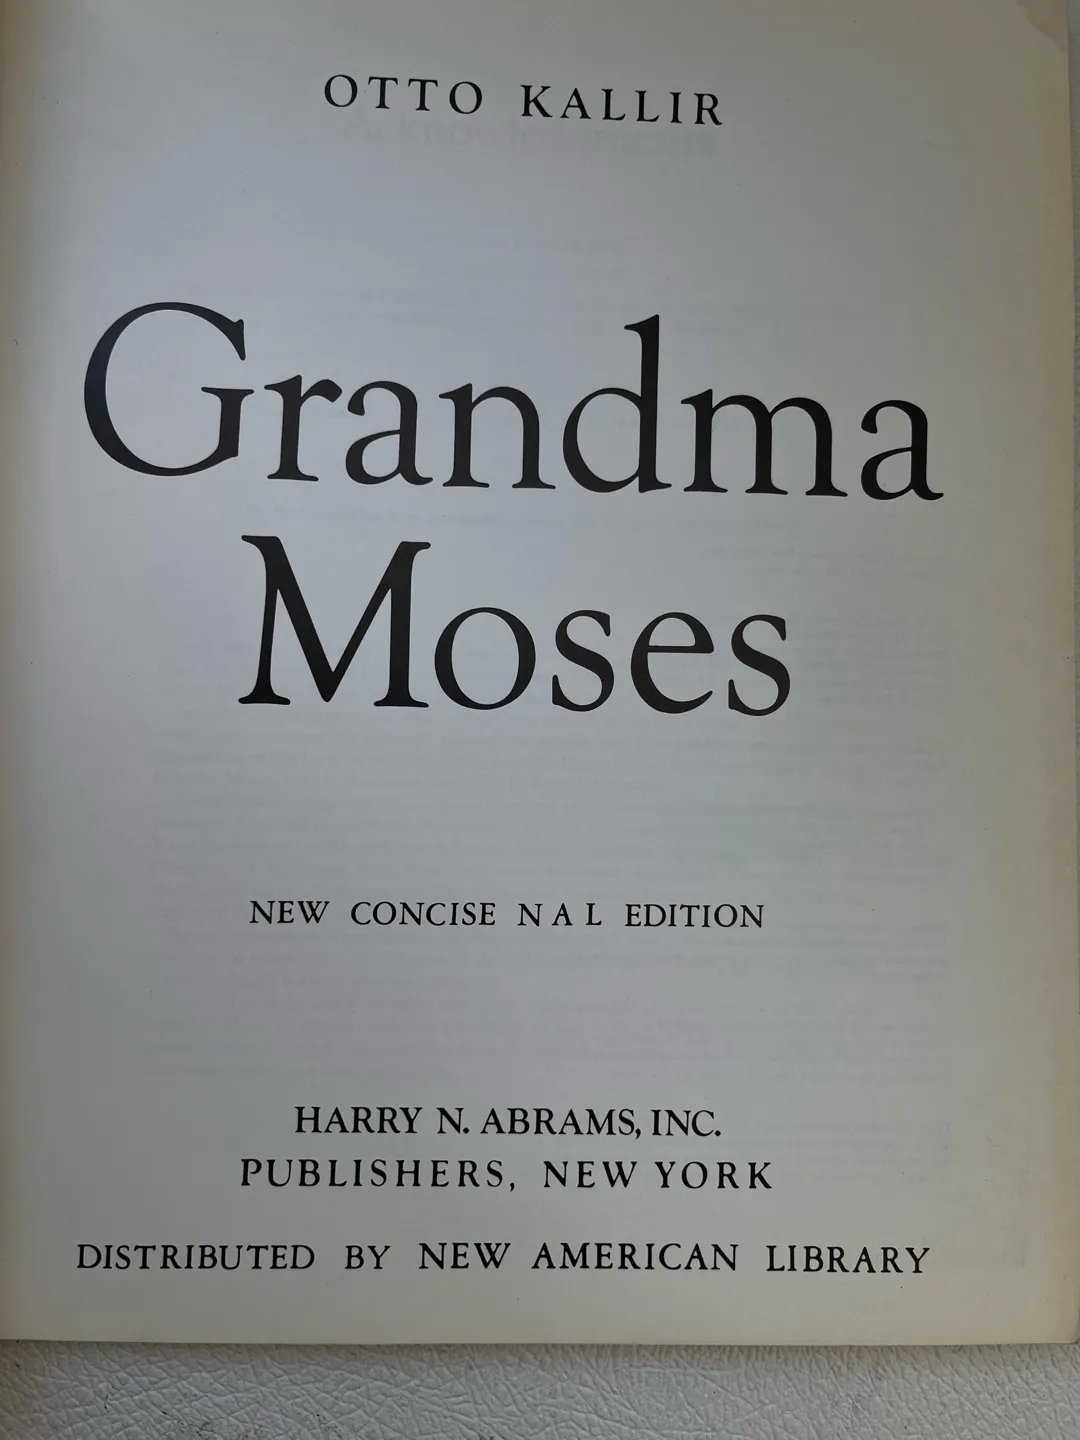 OTTO KALLIR
Grandma
Moses
NEW CONCISE N A L EDITION
HARRY N. ABRAMS, INC.
PUBLISHERS, NEW YORK
DISTRIBUTED BY NEW AMERICAN LIBRARY